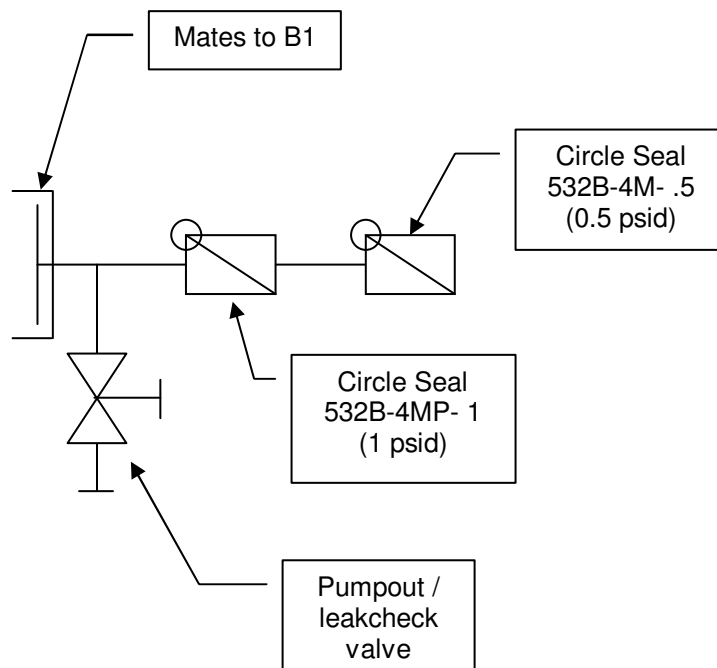 Mates to B1
Circle Seal
532B-4M- .5
(0.5 psid)
Circle Seal
532B-4MP- 1
(1 psid)
Pumpout /
leakcheck
valve